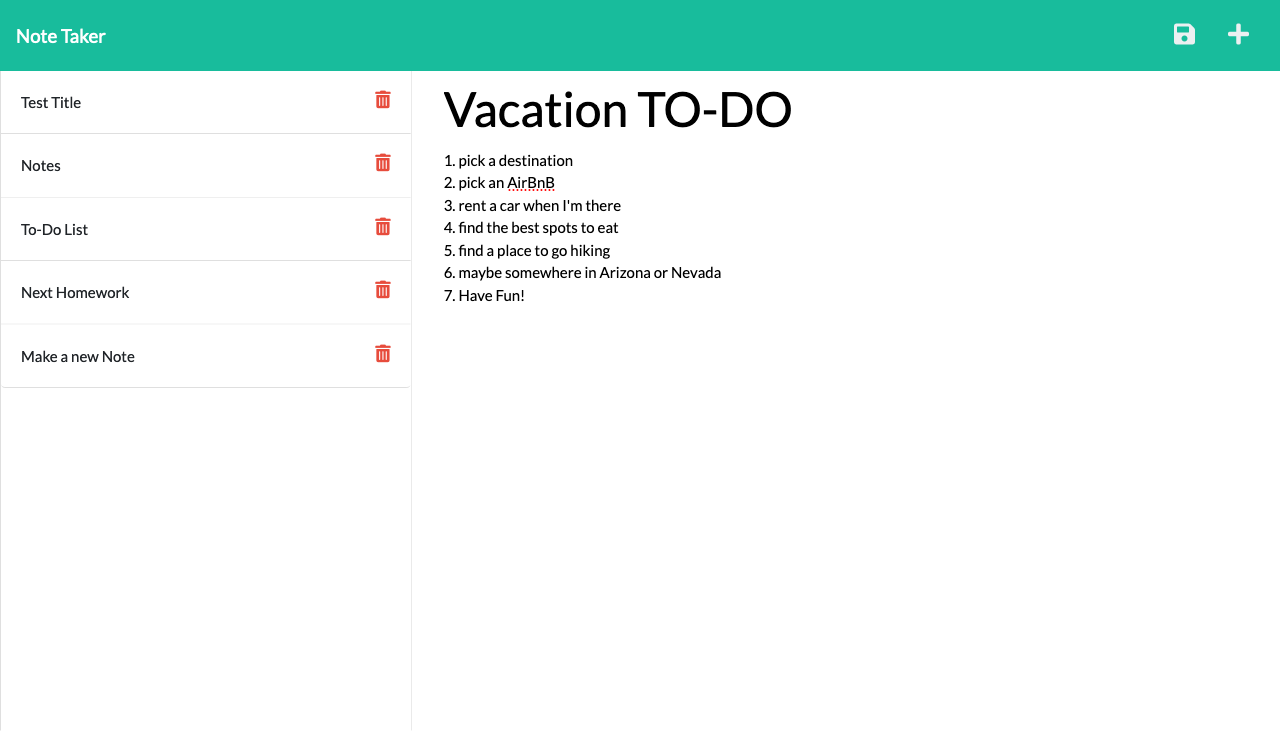 Note Taker
Test Title
Notes
To-Do List
Next Homework
Make a new Note
Vacation TO-DO
1. pick a destination
2. pick an AirBnB
3. rent a car when I'm there
4. find the best spots to eat
5. find a place to go hiking
6. maybe somewhere in Arizona or Nevada
7. Have Fun!